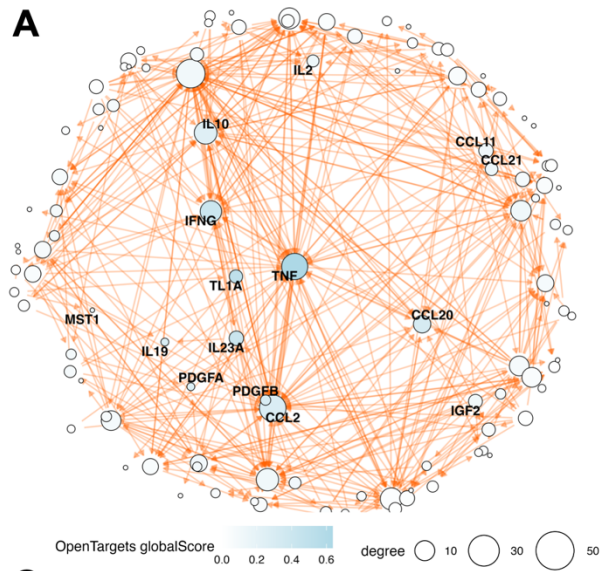 A
IL2
IL10
CCL11
CCL21
IFNG
TNF
TL1A
CCL20
MST1
IL19
IL23A
PDGFA
PDGFB
CCL2
IGF2
OpenTargets globalScore
0.0 0.2 0.4 0.6
degree 10 30 50